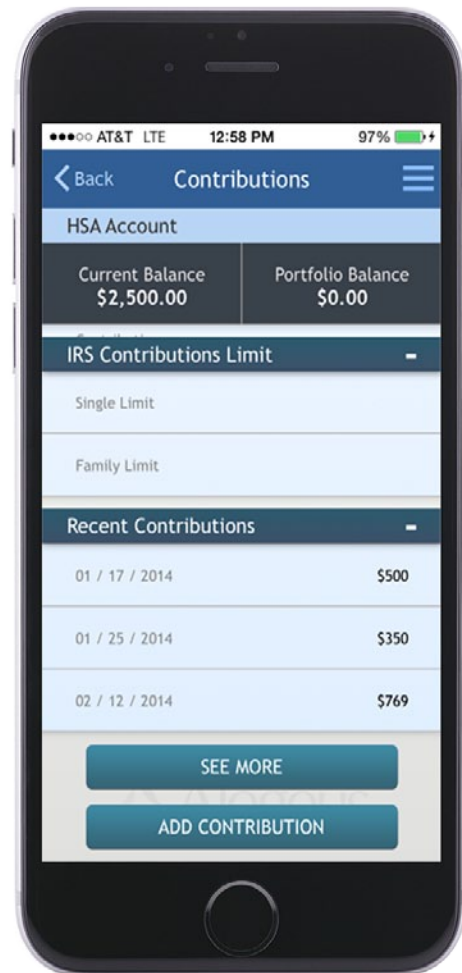 AT&T LTE 12:58 PM 97%
Back Contributions
HSA Account
Current Balance Portfolio Balance
$2,500.00 $0.00
IRS Contributions Limit -
Single Limit
Family Limit
Recent Contributions -
01 / 17 / 2014 $500
01 / 25 / 2014 $350
02 / 12 / 2014 $769
SEE MORE
ADD CONTRIBUTION